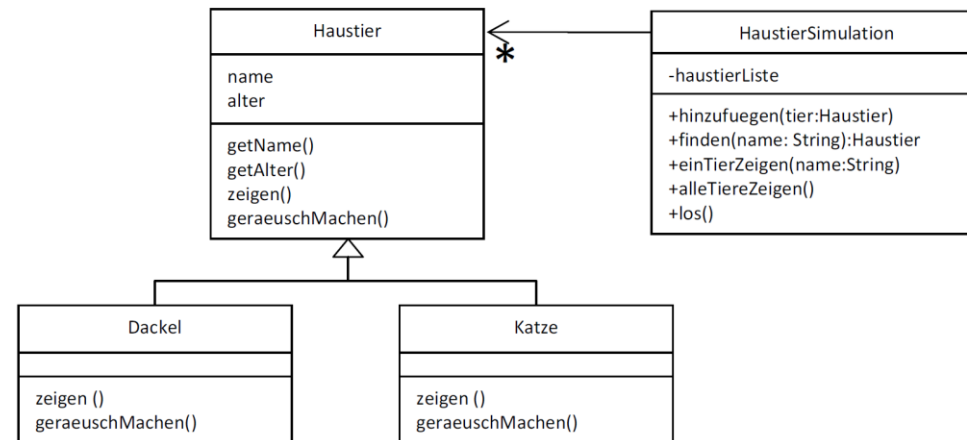 Haustier
name
alter
getName()
getAlter()
zeigen()
geraeuschMachen()
*
HaustierSimulation
-haustierListe
+hinzufuegen(tier:Haustier)
+finden(name: String):Haustier
+einTierZeigen(name:String)
+alleTiereZeigen()
+los()
Dackel
zeigen ()
geraeuschMachen()
Katze
zeigen ()
geraeuschMachen()